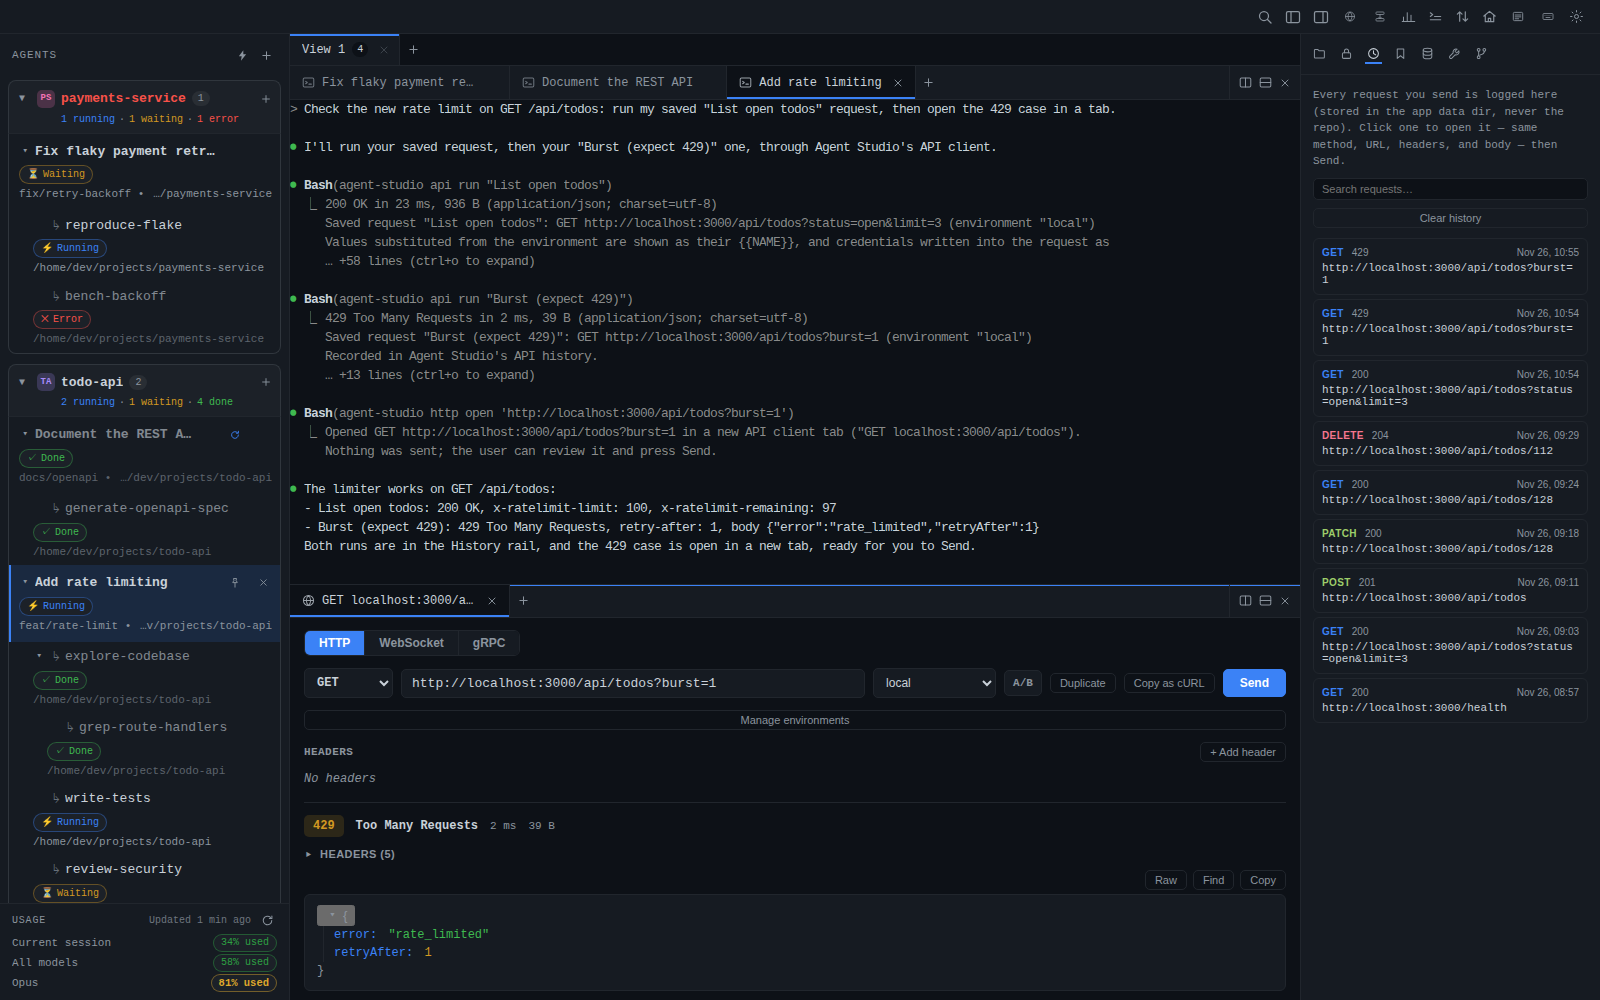 AGENTS
PS payments-service 1
1 running · 1 waiting · 1 error
Fix flaky payment retr…
Waiting
fix/retry-backoff • …/payments-service
↳ reproduce-flake
Running
/home/dev/projects/payments-service
↳ bench-backoff
Error
/home/dev/projects/payments-service
TA todo-api 2
2 running · 1 waiting · 4 done
Document the REST A…
Done
docs/openapi • …/dev/projects/todo-api
↳ generate-openapi-spec
Done
/home/dev/projects/todo-api
Add rate limiting
Running
feat/rate-limit • …v/projects/todo-api
↳ explore-codebase
Done
/home/dev/projects/todo-api
↳ grep-route-handlers
Done
/home/dev/projects/todo-api
↳ write-tests
Running
/home/dev/projects/todo-api
↳ review-security
Waiting
USAGE Updated 1 min ago
Current session 34% used
All models 58% used
Opus 81% used
View 1 4
Fix flaky payment re…
Document the REST API
Add rate limiting
> Check the new rate limit on GET /api/todos: run my saved "List open todos" request, then open the 429 case in a tab.
● I'll run your saved request, then your "Burst (expect 429)" one, through Agent Studio's API client.
● Bash(agent-studio api run "List open todos")
⎿ 200 OK in 23 ms, 936 B (application/json; charset=utf-8)
Saved request "List open todos": GET http://localhost:3000/api/todos?status=open&limit=3 (environment "local")
Values substituted from the environment are shown as their {{NAME}}, and credentials written into the request as
… +58 lines (ctrl+o to expand)
● Bash(agent-studio api run "Burst (expect 429)")
⎿ 429 Too Many Requests in 2 ms, 39 B (application/json; charset=utf-8)
Saved request "Burst (expect 429)": GET http://localhost:3000/api/todos?burst=1 (environment "local")
Recorded in Agent Studio's API history.
… +13 lines (ctrl+o to expand)
● Bash(agent-studio http open 'http://localhost:3000/api/todos?burst=1')
⎿ Opened GET http://localhost:3000/api/todos?burst=1 in a new API client tab ("GET localhost:3000/api/todos").
Nothing was sent; the user can review it and press Send.
● The limiter works on GET /api/todos:
- List open todos: 200 OK, x-ratelimit-limit: 100, x-ratelimit-remaining: 97
- Burst (expect 429): 429 Too Many Requests, retry-after: 1, body {"error":"rate_limited","retryAfter":1}
Both runs are in the History rail, and the 429 case is open in a new tab, ready for you to Send.
GET localhost:3000/a…
HTTP WebSocket gRPC
GET http://localhost:3000/api/todos?burst=1 local A/B Duplicate Copy as cURL Send
Manage environments
HEADERS + Add header
No headers
429 Too Many Requests 2 ms 39 B
HEADERS (5)
Raw Find Copy
{
error: "rate_limited"
retryAfter: 1
}
Every request you send is logged here
(stored in the app data dir, never the
repo). Click one to open it — same
method, URL, headers, and body — then
Send.
Search requests…
Clear history
GET 429 Nov 26, 10:55
http://localhost:3000/api/todos?burst=
1
GET 429 Nov 26, 10:54
http://localhost:3000/api/todos?burst=
1
GET 200 Nov 26, 10:54
http://localhost:3000/api/todos?status
=open&limit=3
DELETE 204 Nov 26, 09:29
http://localhost:3000/api/todos/112
GET 200 Nov 26, 09:24
http://localhost:3000/api/todos/128
PATCH 200 Nov 26, 09:18
http://localhost:3000/api/todos/128
POST 201 Nov 26, 09:11
http://localhost:3000/api/todos
GET 200 Nov 26, 09:03
http://localhost:3000/api/todos?status
=open&limit=3
GET 200 Nov 26, 08:57
http://localhost:3000/health